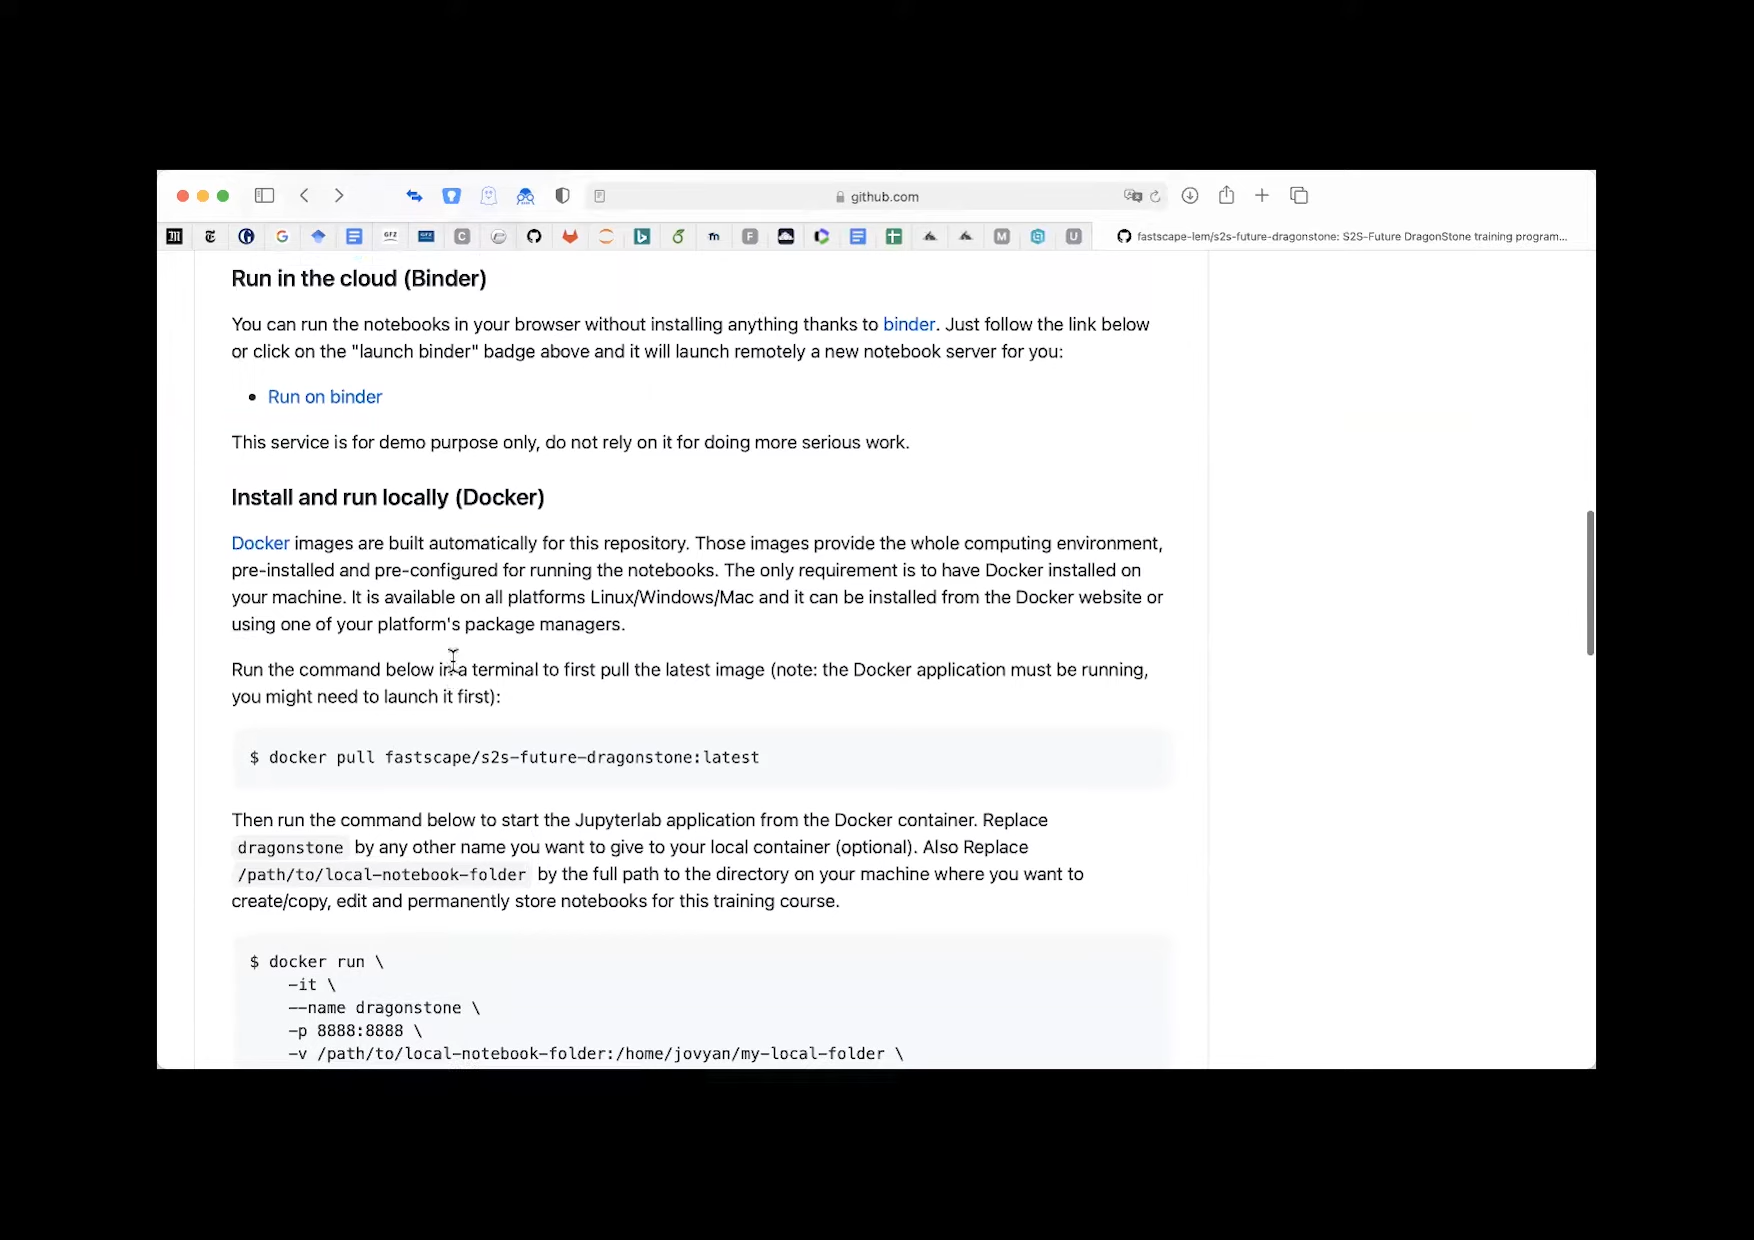 github.com
fastscape-lem/s2s-future-dragonstone: S2S-Future DragonStone training program...
Run in the cloud (Binder)
You can run the notebooks in your browser without installing anything thanks to binder. Just follow the link below
or click on the "launch binder" badge above and it will launch remotely a new notebook server for you:
Run on binder
This service is for demo purpose only, do not rely on it for doing more serious work.
Install and run locally (Docker)
Docker images are built automatically for this repository. Those images provide the whole computing environment,
pre-installed and pre-configured for running the notebooks. The only requirement is to have Docker installed on
your machine. It is available on all platforms Linux/Windows/Mac and it can be installed from the Docker website or
using one of your platform's package managers.
Run the command below in a terminal to first pull the latest image (note: the Docker application must be running,
you might need to launch it first):
$ docker pull fastscape/s2s-future-dragonstone:latest
Then run the command below to start the Jupyterlab application from the Docker container. Replace
dragonstone by any other name you want to give to your local container (optional). Also Replace
/path/to/local-notebook-folder by the full path to the directory on your machine where you want to
create/copy, edit and permanently store notebooks for this training course.
$ docker run \
-it \
--name dragonstone \
-p 8888:8888 \
-v /path/to/local-notebook-folder:/home/jovyan/my-local-folder \